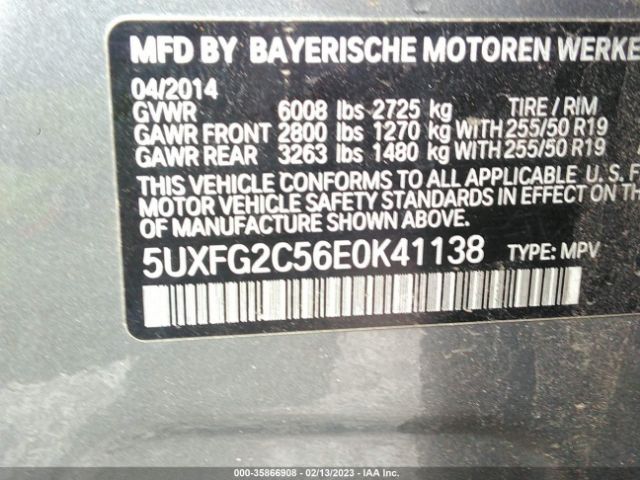 MFD BY BAYERISCHE MOTOREN WERKE
04/2014
GVWR 6008 lbs 2725 kg TIRE / RIM
GAWR FRONT 2800 lbs 1270 kg WITH 255/50 R19
GAWR REAR 3263 lbs 1480 kg WITH 255/50 R19
THIS VEHICLE CONFORMS TO ALL APPLICABLE U. S. F
MOTOR VEHICLE SAFETY STANDARDS IN EFFECT ON
OF MANUFACTURE.
5UXFG2C56E0K41138 TYPE: MPV
000-35866908 - 02/13/2023 - IAA Inc.